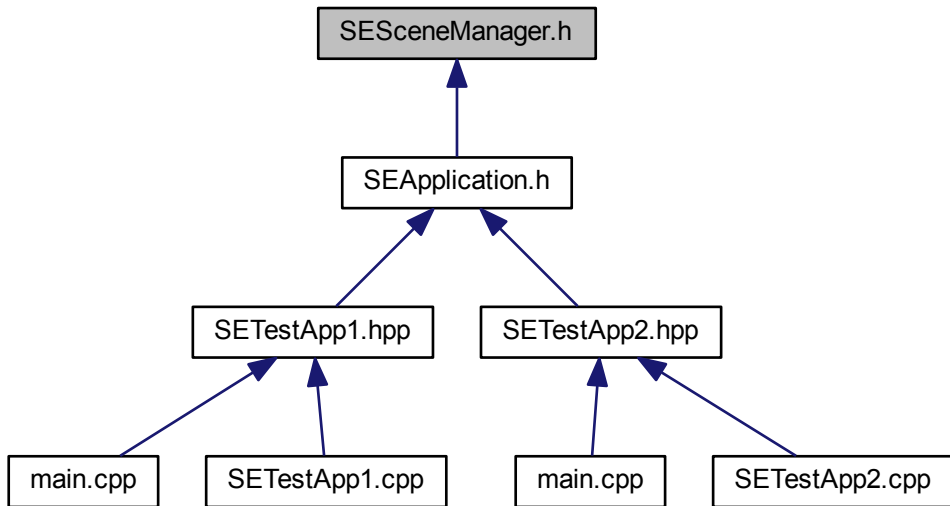 SESceneManager.h
SEApplication.h
SETestApp1.hpp
SETestApp2.hpp
main.cpp
SETestApp1.cpp
main.cpp
SETestApp2.cpp